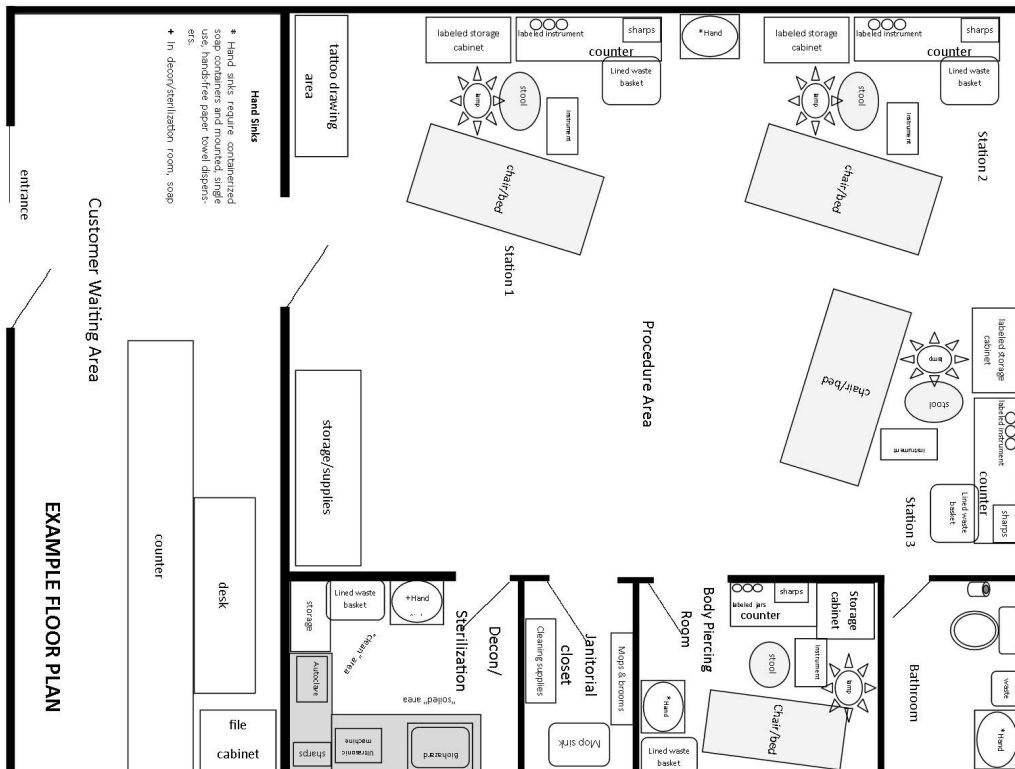 * Hand sinks require containerized
soap containers and mounted, single
use, hands-free paper towel dispens-
ers.
+ In decon/sterilization room, soap
Hand Sinks
entrance
Customer Waiting Area
EXAMPLE FLOOR PLAN
counter
desk
file
cabinet
tattoo drawing
area
storage/supplies
labeled storage
cabinet
labeled instrument
sharps
counter
Lined waste
basket
lamp
stool
instrument
chair/bed
Station 1
*Hand
labeled storage
cabinet
labeled instrument
sharps
counter
Lined waste
basket
lamp
stool
instrument
chair/bed
Station 2
Procedure Area
labeled storage
cabinet
lamp
stool
chair/bed
instrument
labeled instrument
counter
Lined waste
basket
sharps
Station 3
storage
Lined waste
basket
+Hand
"clean" area
Autoclave
"soiled" area
sharps
Ultrasonic
machine
Biohazard
Decon/
Sterilization
Cleaning supplies
Janitorial
closet
Mops & brooms
Mop sink
Body Piercing
Room
labeled jars
sharps
counter
Storage
cabinet
stool
instrument
lamp
*Hand
Lined waste
basket
Chair/bed
Bathroom
waste
*Hand